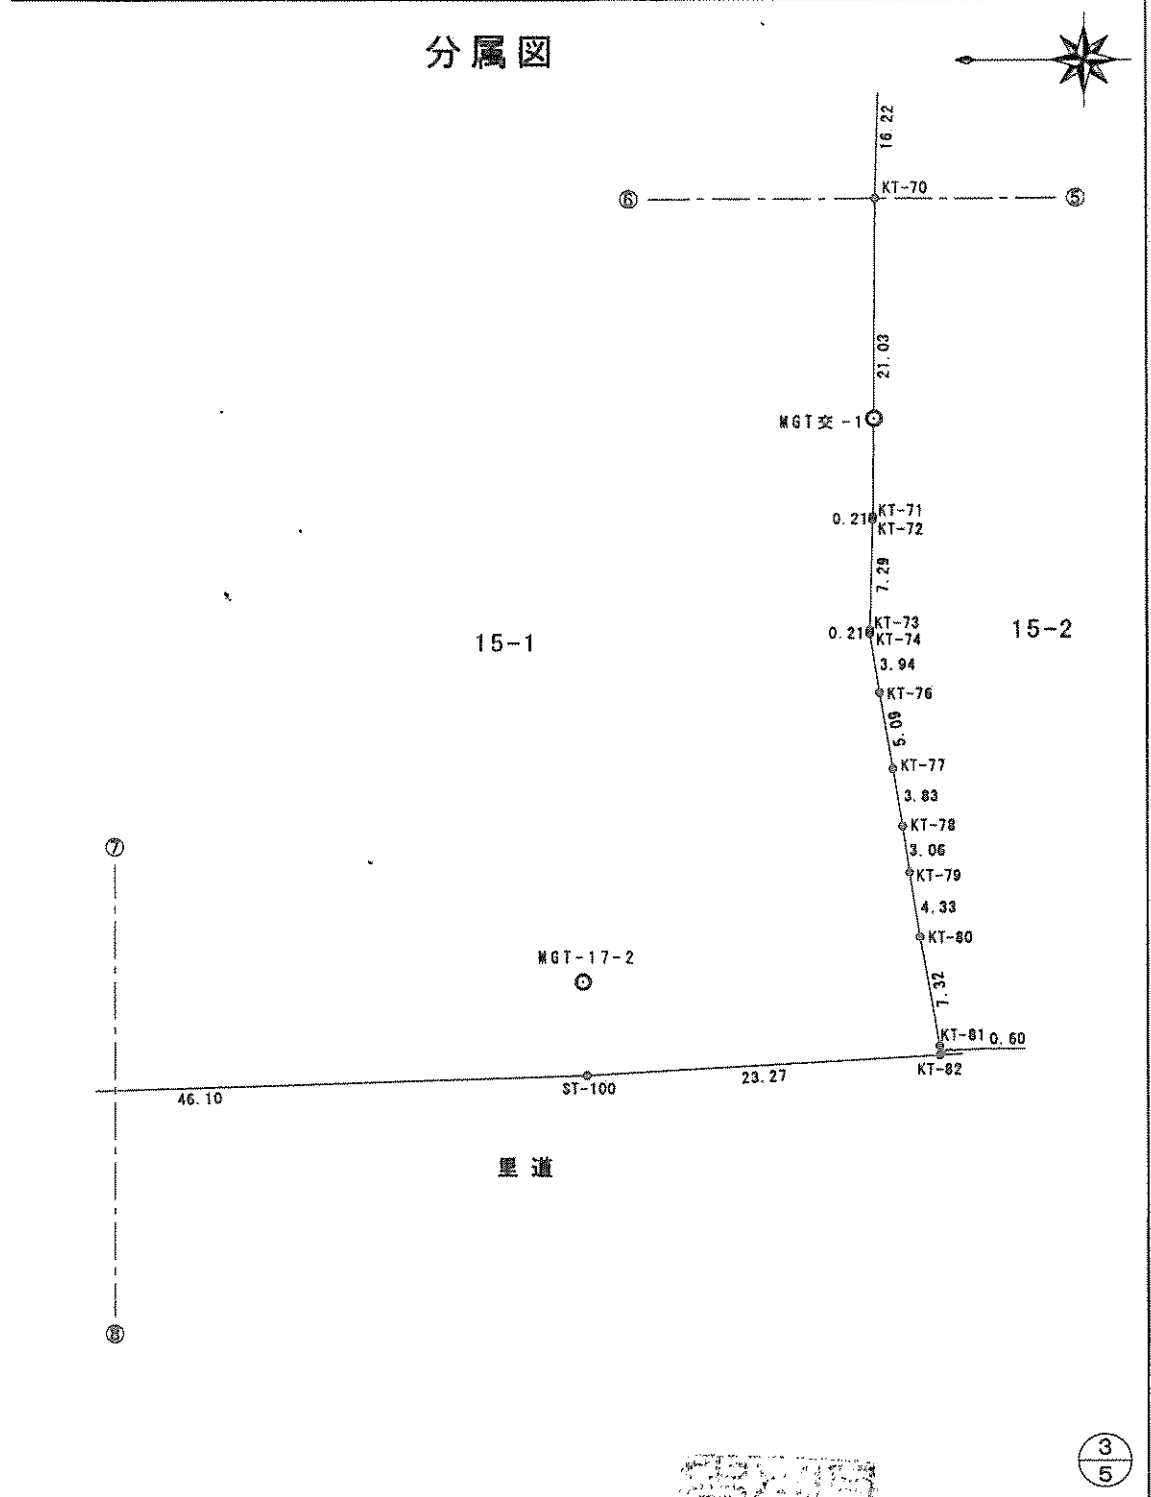 分属図
16.22
KT-70
⑥
⑤
21.03
MGT交-1
0.21
KT-71
KT-72
7.29
KT-73
0.21
KT-74
15-1
15-2
3.94
KT-76
5.09
KT-77
3.83
KT-78
3.06
KT-79
⑦
4.33
KT-80
MGT-17-2
7.32
KT-81
0.60
KT-82
23.27
ST-100
46.10
里道
⑧
3
5